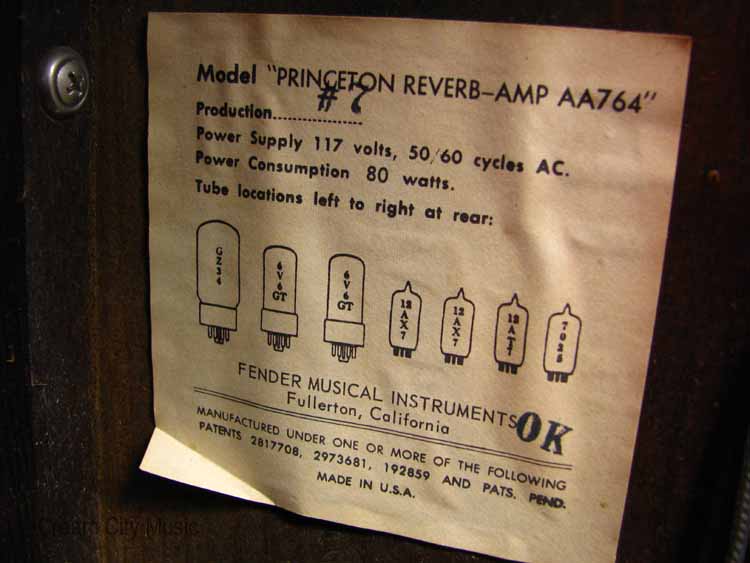 Model "PRINCETON REVERB-AMP AA764"
Production.................. #7
Power Supply 117 volts, 50/60 cycles AC.
Power Consumption 80 watts.
Tube locations left to right at rear:
GZ34 6V6GT 6V6GT 12AX7 12AX7 12AT7 7025
FENDER MUSICAL INSTRUMENTS
Fullerton, California
OK
MANUFACTURED UNDER ONE OR MORE OF THE FOLLOWING
PATENTS 2817708, 2973681, 192859 AND PATS. PEND.
MADE IN U.S.A.
Cream City Music